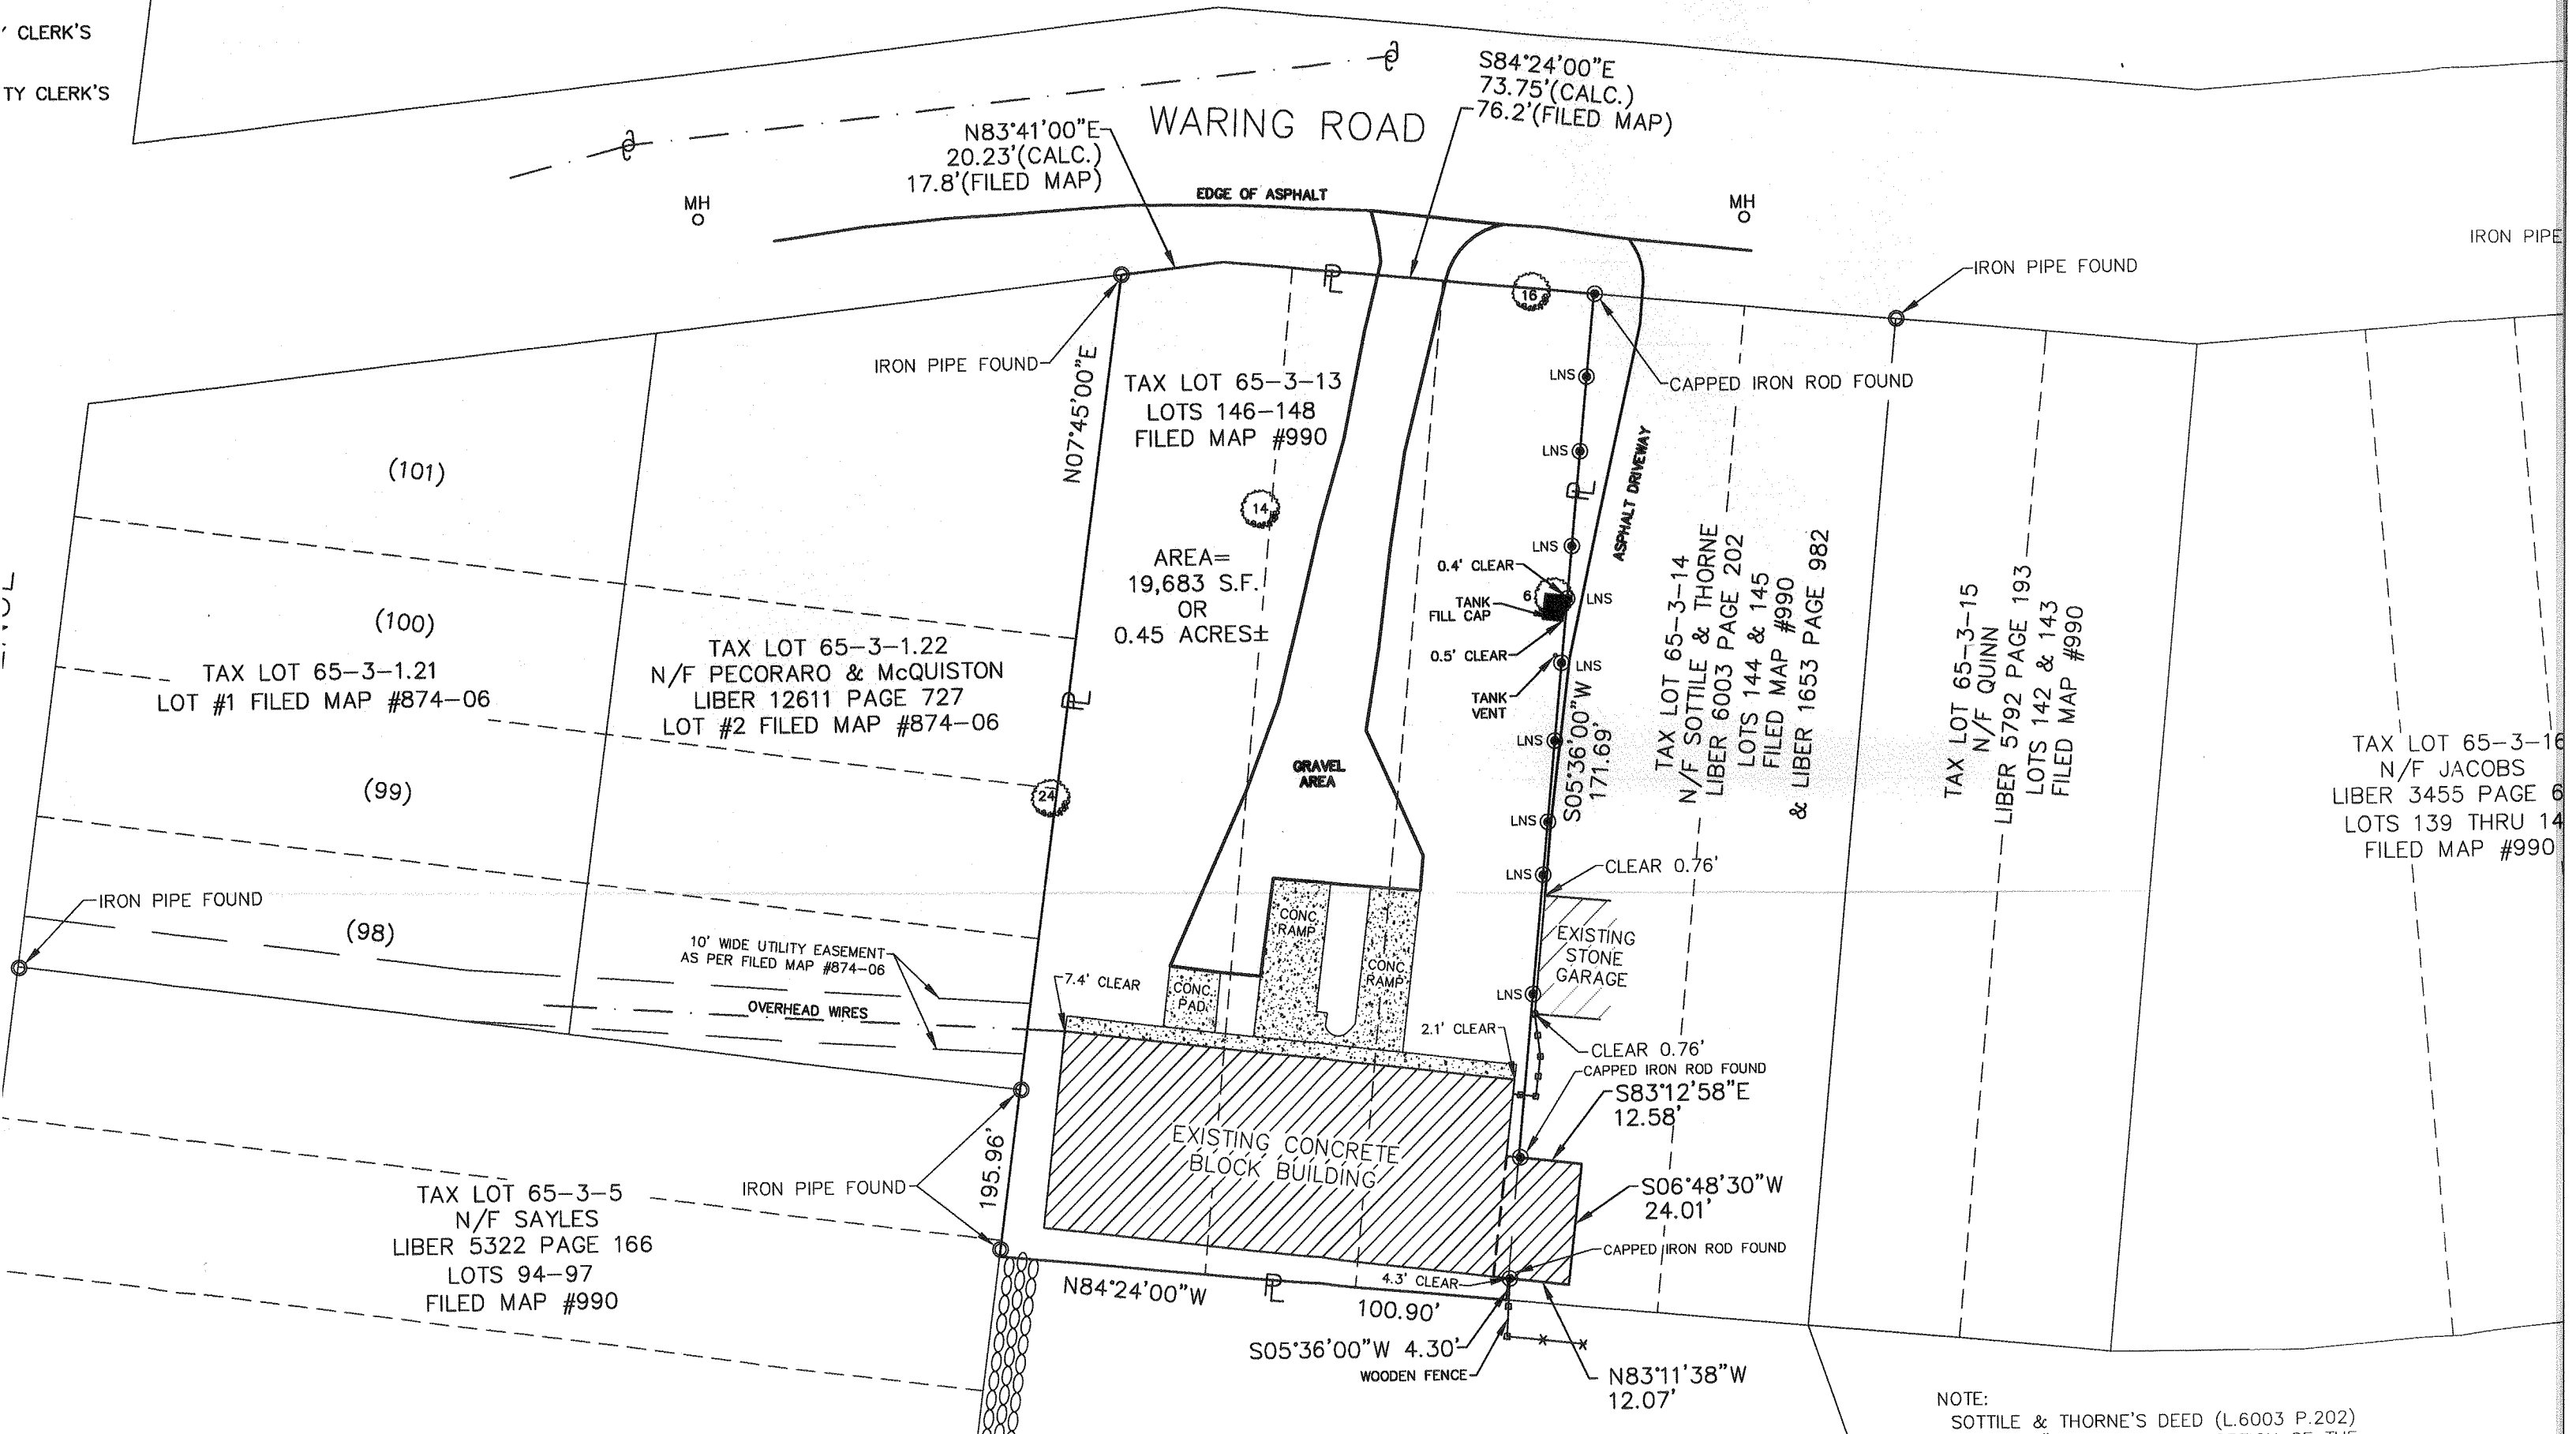 ' CLERK'S
TY CLERK'S
S84°24'00"E
73.75'(CALC.)
76.2'(FILED MAP)
WARING ROAD
N83°41'00"E
20.23'(CALC.)
17.8'(FILED MAP)
EDGE OF ASPHALT
MH
MH
IRON PIPE
IRON PIPE FOUND
16
IRON PIPE FOUND
CAPPED IRON ROD FOUND
N07°45'00"E
TAX LOT 65-3-13
LOTS 146-148
FILED MAP #990
LNS
LNS
ASPHALT DRIVEWAY
14
AREA=
19,683 S.F.
OR
0.45 ACRES±
LNS
0.4' CLEAR
6
LNS
TANK
FILL CAP
0.5' CLEAR
LNS
TANK
VENT
LNS
S05°36'00"W
171.69'
LNS
LNS
(101)
(100)
TAX LOT 65-3-1.21
LOT #1 FILED MAP #874-06
TAX LOT 65-3-1.22
N/F PECORARO & McQUISTON
LIBER 12611 PAGE 727
LOT #2 FILED MAP #874-06
(99)
24
GRAVEL
AREA
TAX LOT 65-3-14
N/F SOTTILE & THORNE
LIBER 6003 PAGE 202
LOTS 144 & 145
FILED MAP #990
& LIBER 1653 PAGE 982
TAX LOT 65-3-15
N/F QUINN
LIBER 5792 PAGE 193
LOTS 142 & 143
FILED MAP #990
TAX LOT 65-3-16
N/F JACOBS
LIBER 3455 PAGE 6
LOTS 139 THRU 14
FILED MAP #990
CLEAR 0.76'
IRON PIPE FOUND
(98)
10' WIDE UTILITY EASEMENT
AS PER FILED MAP #874-06
OVERHEAD WIRES
7.4' CLEAR
CONC.
PAD
CONC.
RAMP
CONC.
RAMP
EXISTING
STONE
GARAGE
LNS
2.1' CLEAR
CLEAR 0.76'
CAPPED IRON ROD FOUND
S83°12'58"E
12.58'
EXISTING CONCRETE
BLOCK BUILDING
195.96'
IRON PIPE FOUND
S06°48'30"W
24.01'
CAPPED IRON ROD FOUND
TAX LOT 65-3-5
N/F SAYLES
LIBER 5322 PAGE 166
LOTS 94-97
FILED MAP #990
N84°24'00"W
PL
PL
PL
PL
100.90'
4.3' CLEAR
S05°36'00"W 4.30'
WOODEN FENCE
N83°11'38"W
12.07'
NOTE:
SOTTILE & THORNE'S DEED (L.6003 P.202)